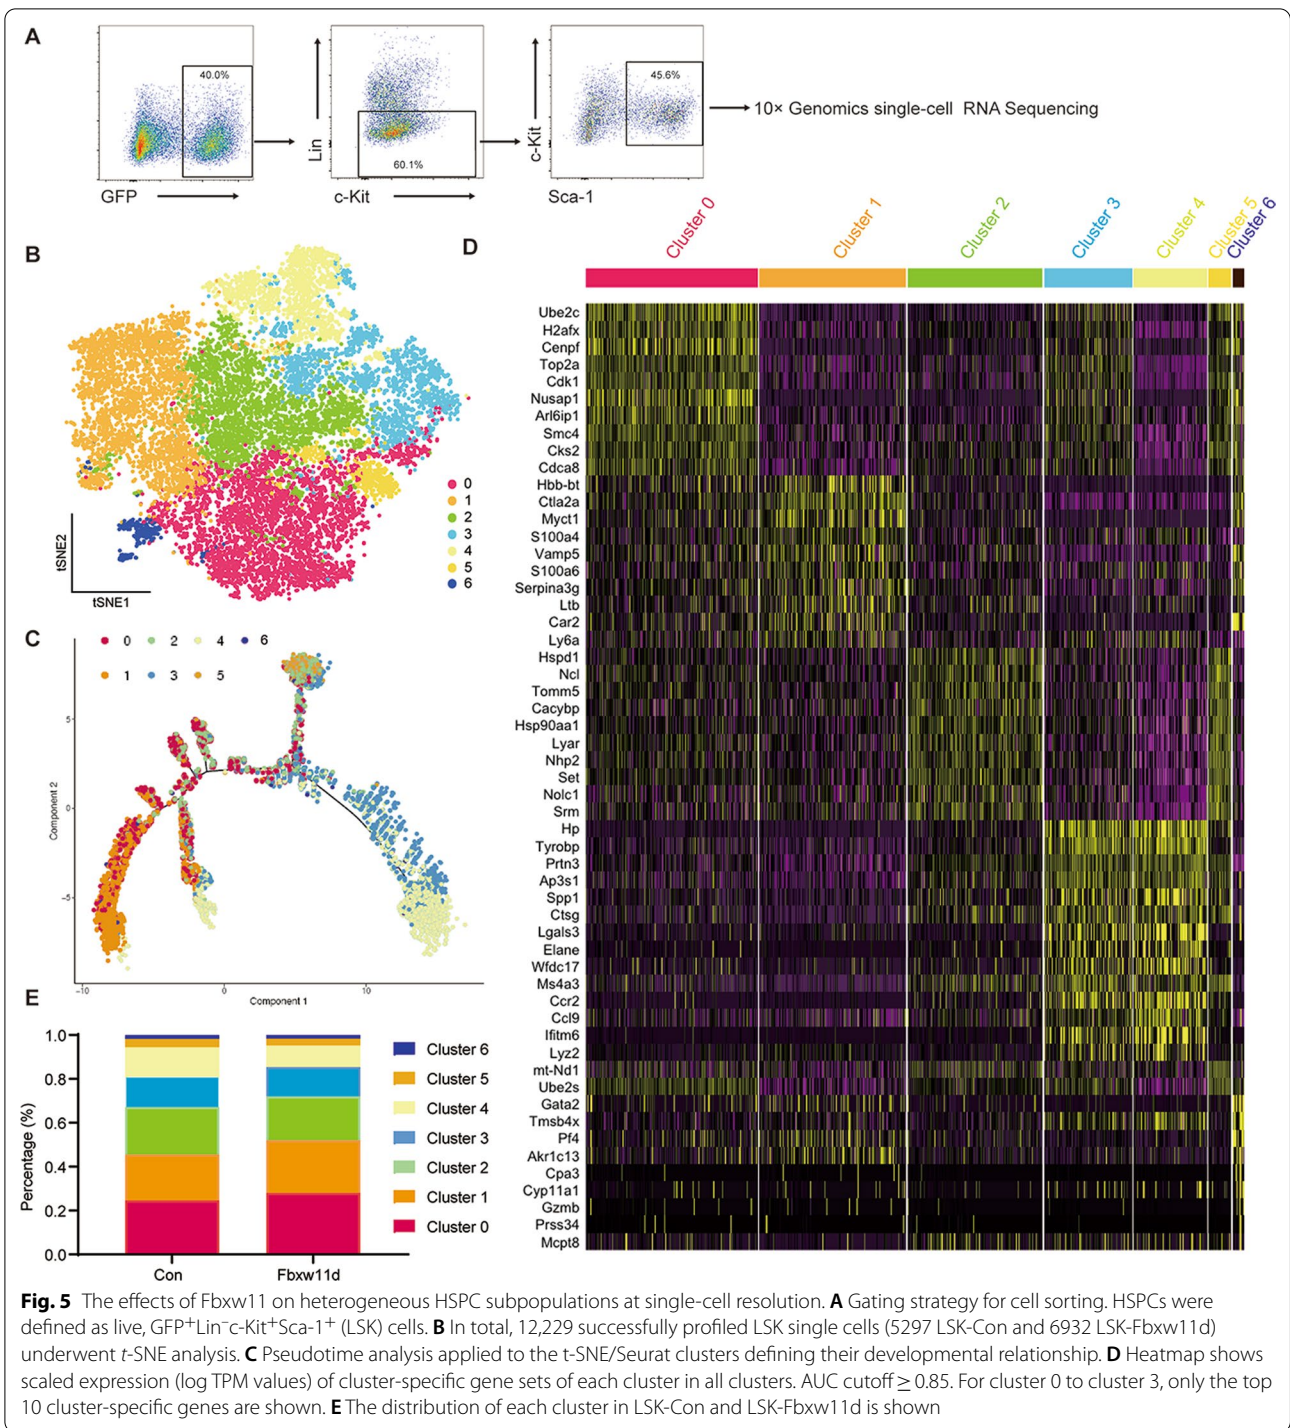 A
40.0%
GFP
Lin
60.1%
c-Kit
c-Kit
45.6%
Sca-1
10× Genomics single-cell RNA Sequencing
B
0
1
2
3
4
5
6
tSNE2
tSNE1
C
0 2 4 6
1 3 5
5
0
−5
Component 2
−10 0 10
Component 1
D
Cluster 0
Cluster 1
Cluster 2
Cluster 3
Cluster 4
Cluster 5
Cluster 6
Ube2c
H2afx
Cenpf
Top2a
Cdk1
Nusap1
Arl6ip1
Smc4
Cks2
Cdca8
Hbb-bt
Ctla2a
Myct1
S100a4
Vamp5
S100a6
Serpina3g
Ltb
Car2
Ly6a
Hspd1
Ncl
Tomm5
Cacybp
Hsp90aa1
Lyar
Nhp2
Set
Nolc1
Srm
Hp
Tyrobp
Prtn3
Ap3s1
Spp1
Ctsg
Lgals3
Elane
Wfdc17
Ms4a3
Ccr2
Ccl9
Ifitm6
Lyz2
mt-Nd1
Ube2s
Gata2
Tmsb4x
Pf4
Akr1c13
Cpa3
Cyp11a1
Gzmb
Prss34
Mcpt8
E
1.0
0.8
0.6
0.4
0.2
0.0
Percentage (%)
Con Fbxw11d
Cluster 6
Cluster 5
Cluster 4
Cluster 3
Cluster 2
Cluster 1
Cluster 0
Fig. 5 The effects of Fbxw11 on heterogeneous HSPC subpopulations at single-cell resolution. A Gating strategy for cell sorting. HSPCs were
defined as live, GFP⁺Lin⁻c-Kit⁺Sca-1⁺ (LSK) cells. B In total, 12,229 successfully profiled LSK single cells (5297 LSK-Con and 6932 LSK-Fbxw11d)
underwent t-SNE analysis. C Pseudotime analysis applied to the t-SNE/Seurat clusters defining their developmental relationship. D Heatmap shows
scaled expression (log TPM values) of cluster-specific gene sets of each cluster in all clusters. AUC cutoff ≥ 0.85. For cluster 0 to cluster 3, only the top
10 cluster-specific genes are shown. E The distribution of each cluster in LSK-Con and LSK-Fbxw11d is shown